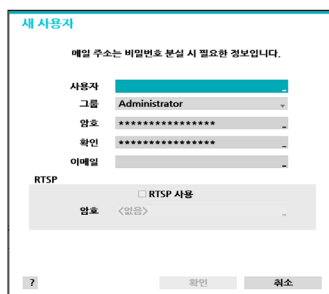 새 사용자
메일 주소는 비밀번호 분실 시 필요한 정보입니다.
사용자
그룹 Administrator
암호 ****************
확인 ****************
이메일
RTSP
RTSP 사용
암호 <없음>
? 확인 취소